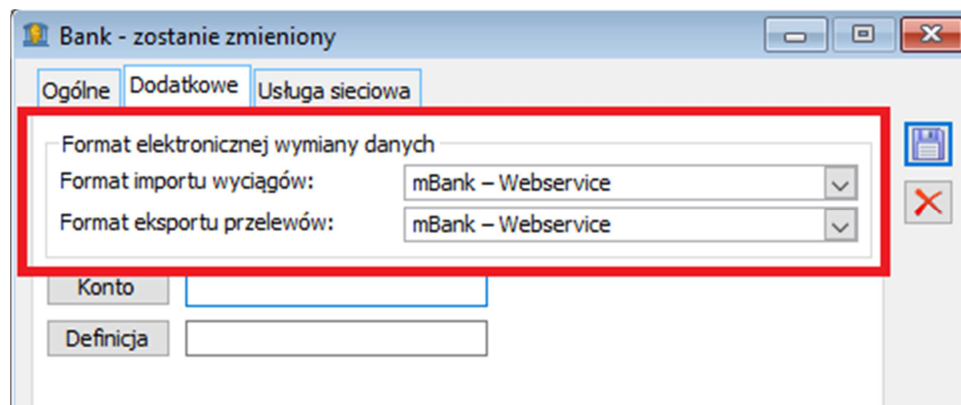 Bank - zostanie zmieniony
Ogólne Dodatkowe Usługa sieciowa
Format elektronicznej wymiany danych
Format importu wyciągów: mBank – Webservice
Format eksportu przelewów: mBank – Webservice
Konto
Definicja